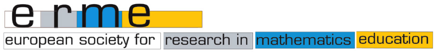 erme
european society for research in mathematics education